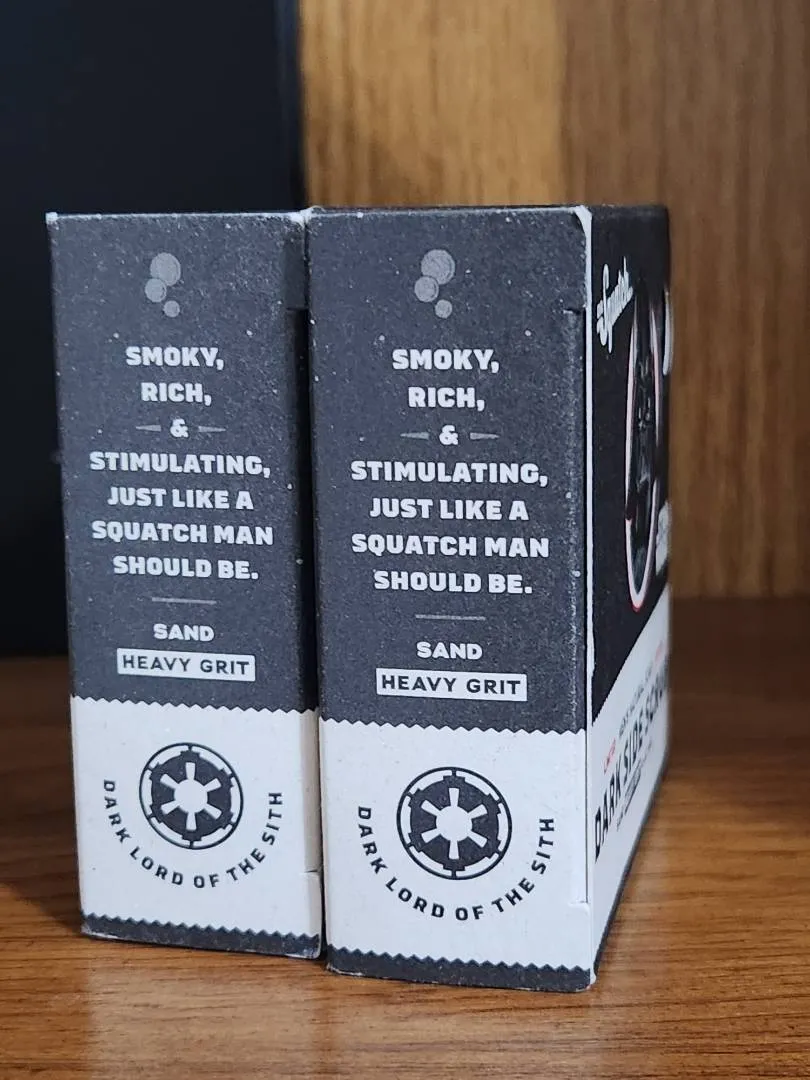 SMOKY,
RICH,
&
STIMULATING,
JUST LIKE A
SQUATCH MAN
SHOULD BE.
SAND
HEAVY GRIT
DARK LORD OF THE SITH
SMOKY,
RICH,
&
STIMULATING,
JUST LIKE A
SQUATCH MAN
SHOULD BE.
SAND
HEAVY GRIT
DARK LORD OF THE SITH
Squatch
DARK SIDE SCRUB